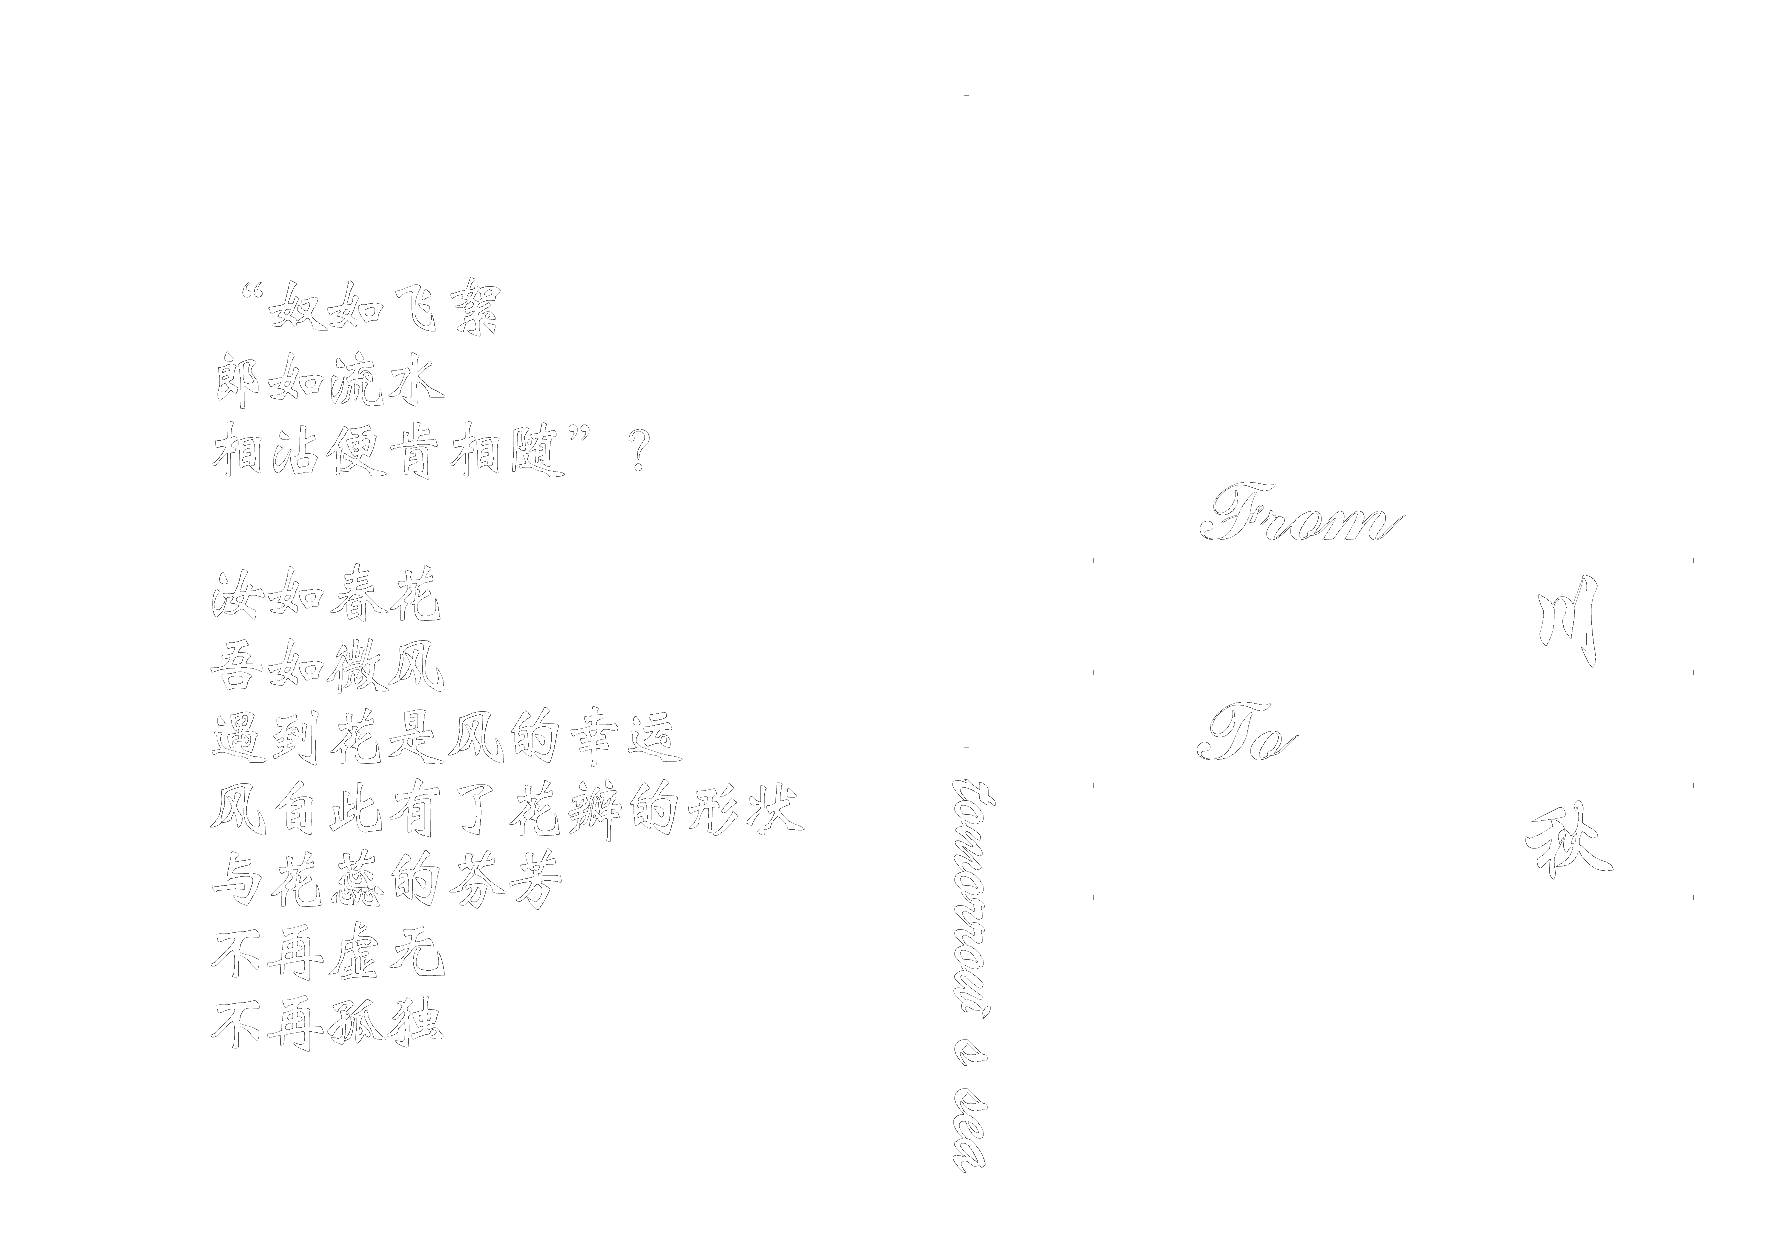 “奴如飞絮
郎如流水
相沾便肯相随”？
汝如春花
吾如微风
遇到花是风的幸运
风自此有了花瓣的形状
与花蕊的芬芳
不再虚无
不再孤独
tomorrow' s sea
From
川
To
秋